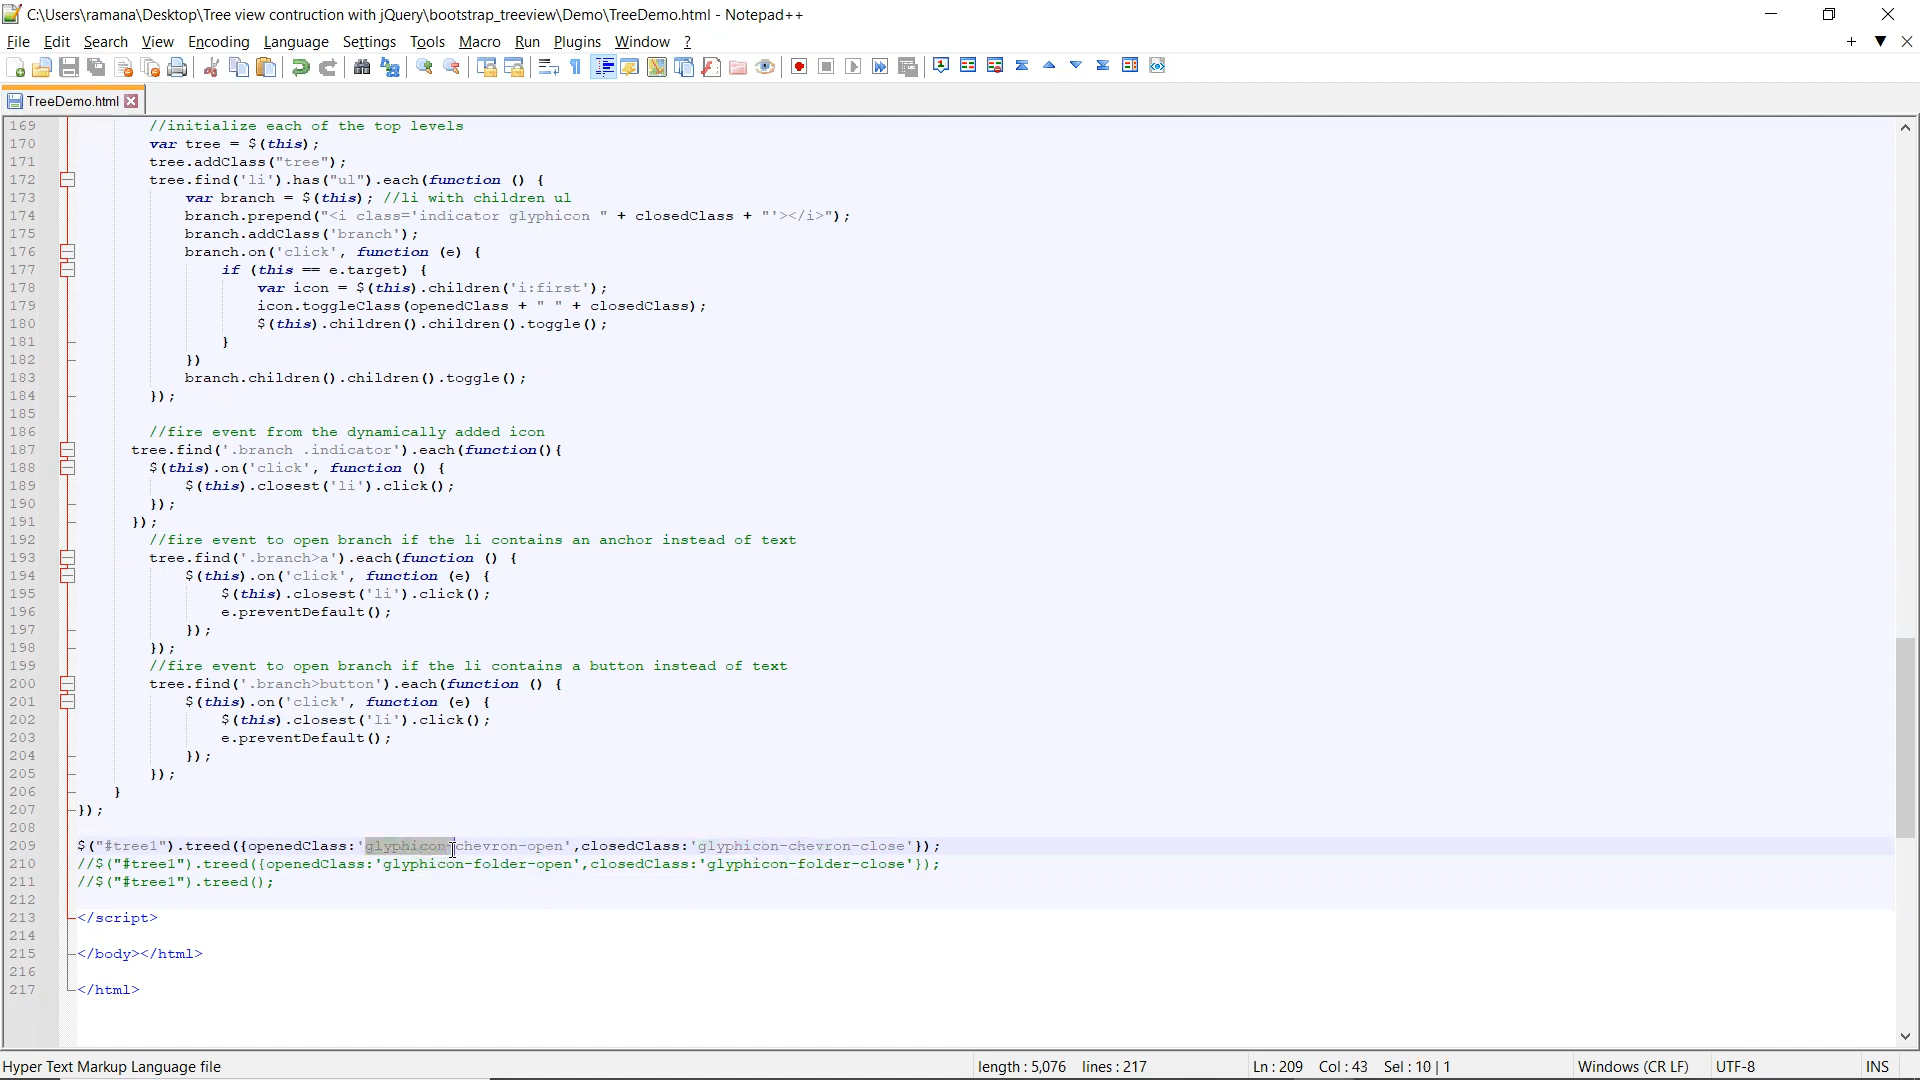 C:\Users\ramana\Desktop\Tree view contruction with jQuery\bootstrap_treeview\Demo\TreeDemo.html - Notepad++
File Edit Search View Encoding Language Settings Tools Macro Run Plugins Window ?
TreeDemo.html
169 //initialize each of the top levels
170 var tree = $(this);
171 tree.addClass("tree");
172 tree.find('li').has("ul").each(function () {
173 var branch = $(this); //li with children ul
174 branch.prepend("<i class='indicator glyphicon " + closedClass + "'></i>");
175 branch.addClass('branch');
176 branch.on('click', function (e) {
177 if (this == e.target) {
178 var icon = $(this).children('i:first');
179 icon.toggleClass(openedClass + " " + closedClass);
180 $(this).children().children().toggle();
181 }
182 })
183 branch.children().children().toggle();
184 });
185
186 //fire event from the dynamically added icon
187 tree.find('.branch .indicator').each(function(){
188 $(this).on('click', function () {
189 $(this).closest('li').click();
190 });
191 });
192 //fire event to open branch if the li contains an anchor instead of text
193 tree.find('.branch>a').each(function () {
194 $(this).on('click', function (e) {
195 $(this).closest('li').click();
196 e.preventDefault();
197 });
198 });
199 //fire event to open branch if the li contains a button instead of text
200 tree.find('.branch>button').each(function () {
201 $(this).on('click', function (e) {
202 $(this).closest('li').click();
203 e.preventDefault();
204 });
205 });
206 }
207 });
208
209 $("#tree1").treed({openedClass:'glyphicon-chevron-open',closedClass:'glyphicon-chevron-close'});
210 //$("#tree1").treed({openedClass:'glyphicon-folder-open',closedClass:'glyphicon-folder-close'});
211 //$("#tree1").treed();
212
213 </script>
214
215 </body></html>
216
217 </html>
Hyper Text Markup Language file length : 5,076 lines : 217 Ln : 209 Col : 43 Sel : 10 | 1 Windows (CR LF) UTF-8 INS